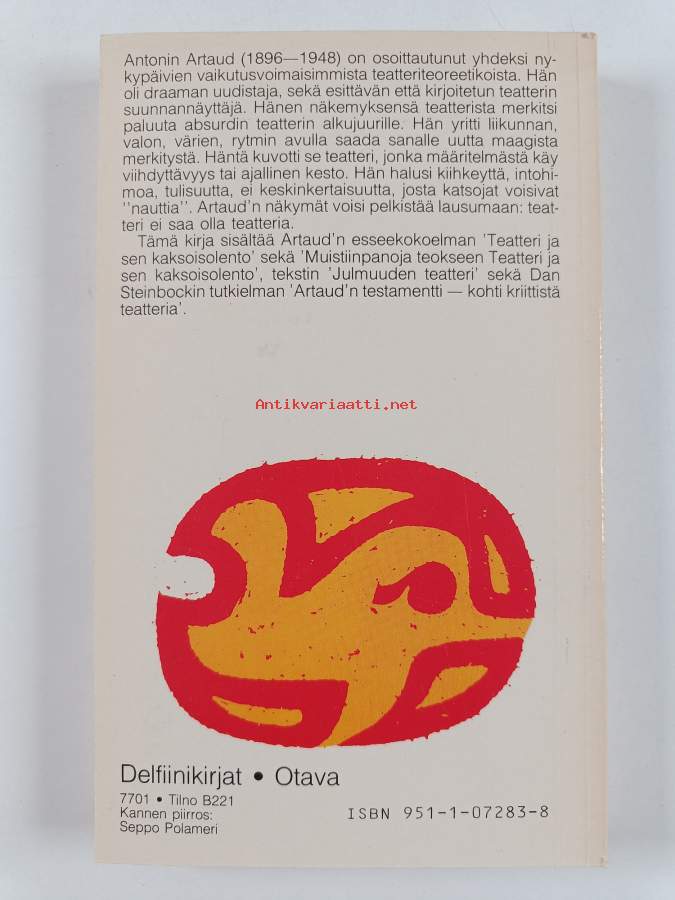 Antonin Artaud (1896—1948) on osoittautunut yhdeksi ny-
kypäivien vaikutusvoimaisimmista teatteriteoreetikoista. Hän
oli draaman uudistaja, sekä esittävän että kirjoitetun teatterin
suunnannäyttäjä. Hänen näkemyksensä teatterista merkitsi
paluuta absurdin teatterin alkujuurille. Hän yritti liikunnan,
valon, värien, rytmin avulla saada sanalle uutta maagista
merkitystä. Häntä kuvotti se teatteri, jonka määritelmästä käy
viihdyttävyys tai ajallinen kesto. Hän halusi kiihkeyttä, intohi-
moa, tulisuutta, ei keskinkertaisuutta, josta katsojat voisivat
''nauttia''. Artaud'n näkymät voisi pelkistää lausumaan: teat-
teri ei saa olla teatteria.
Tämä kirja sisältää Artaud'n esseekokoelman 'Teatteri ja
sen kaksoisolento' sekä 'Muistiinpanoja teokseen Teatteri ja
sen kaksoisolento', tekstin 'Julmuuden teatteri' sekä Dan
Steinbockin tutkielman 'Artaud'n testamentti — kohti kriittistä
teatteria'.
Antikvariaatti.net
Delfiinikirjat • Otava
7701 • Tilno B221
Kannen piirros:
Seppo Polameri
ISBN 951-1-07283-8